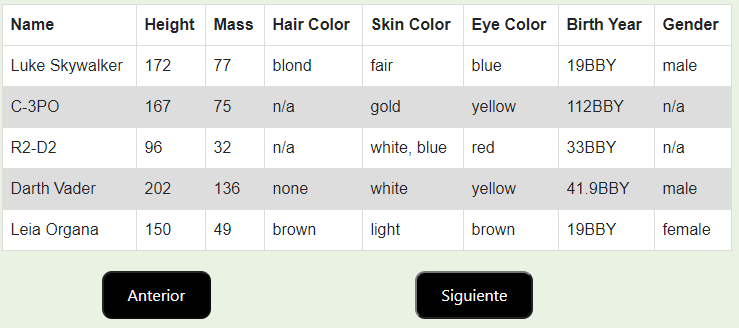 Name Height Mass Hair Color Skin Color Eye Color Birth Year Gender
Luke Skywalker 172 77 blond fair blue 19BBY male
C-3PO 167 75 n/a gold yellow 112BBY n/a
R2-D2 96 32 n/a white, blue red 33BBY n/a
Darth Vader 202 136 none white yellow 41.9BBY male
Leia Organa 150 49 brown light brown 19BBY female
Anterior Siguiente